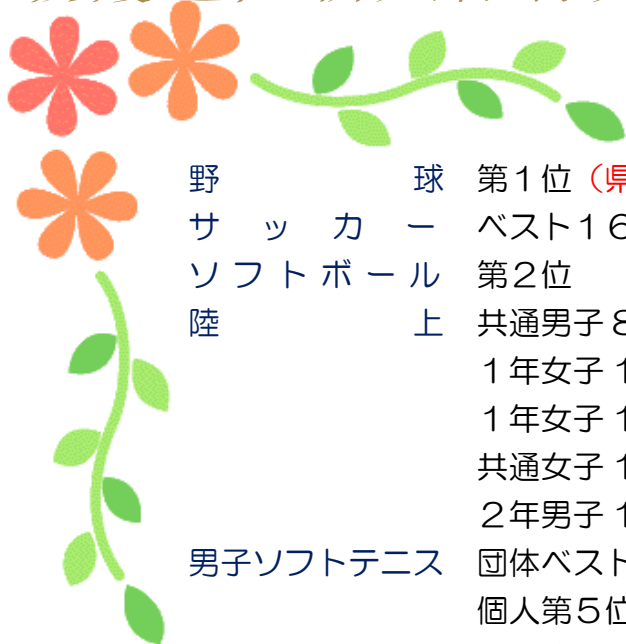 野球 第1位（県
サッカー ベスト16
ソフトボール 第2位
陸上 共通男子8
1年女子1
1年女子1
共通女子1
2年男子1
男子ソフトテニス 団体ベスト
個人第5位